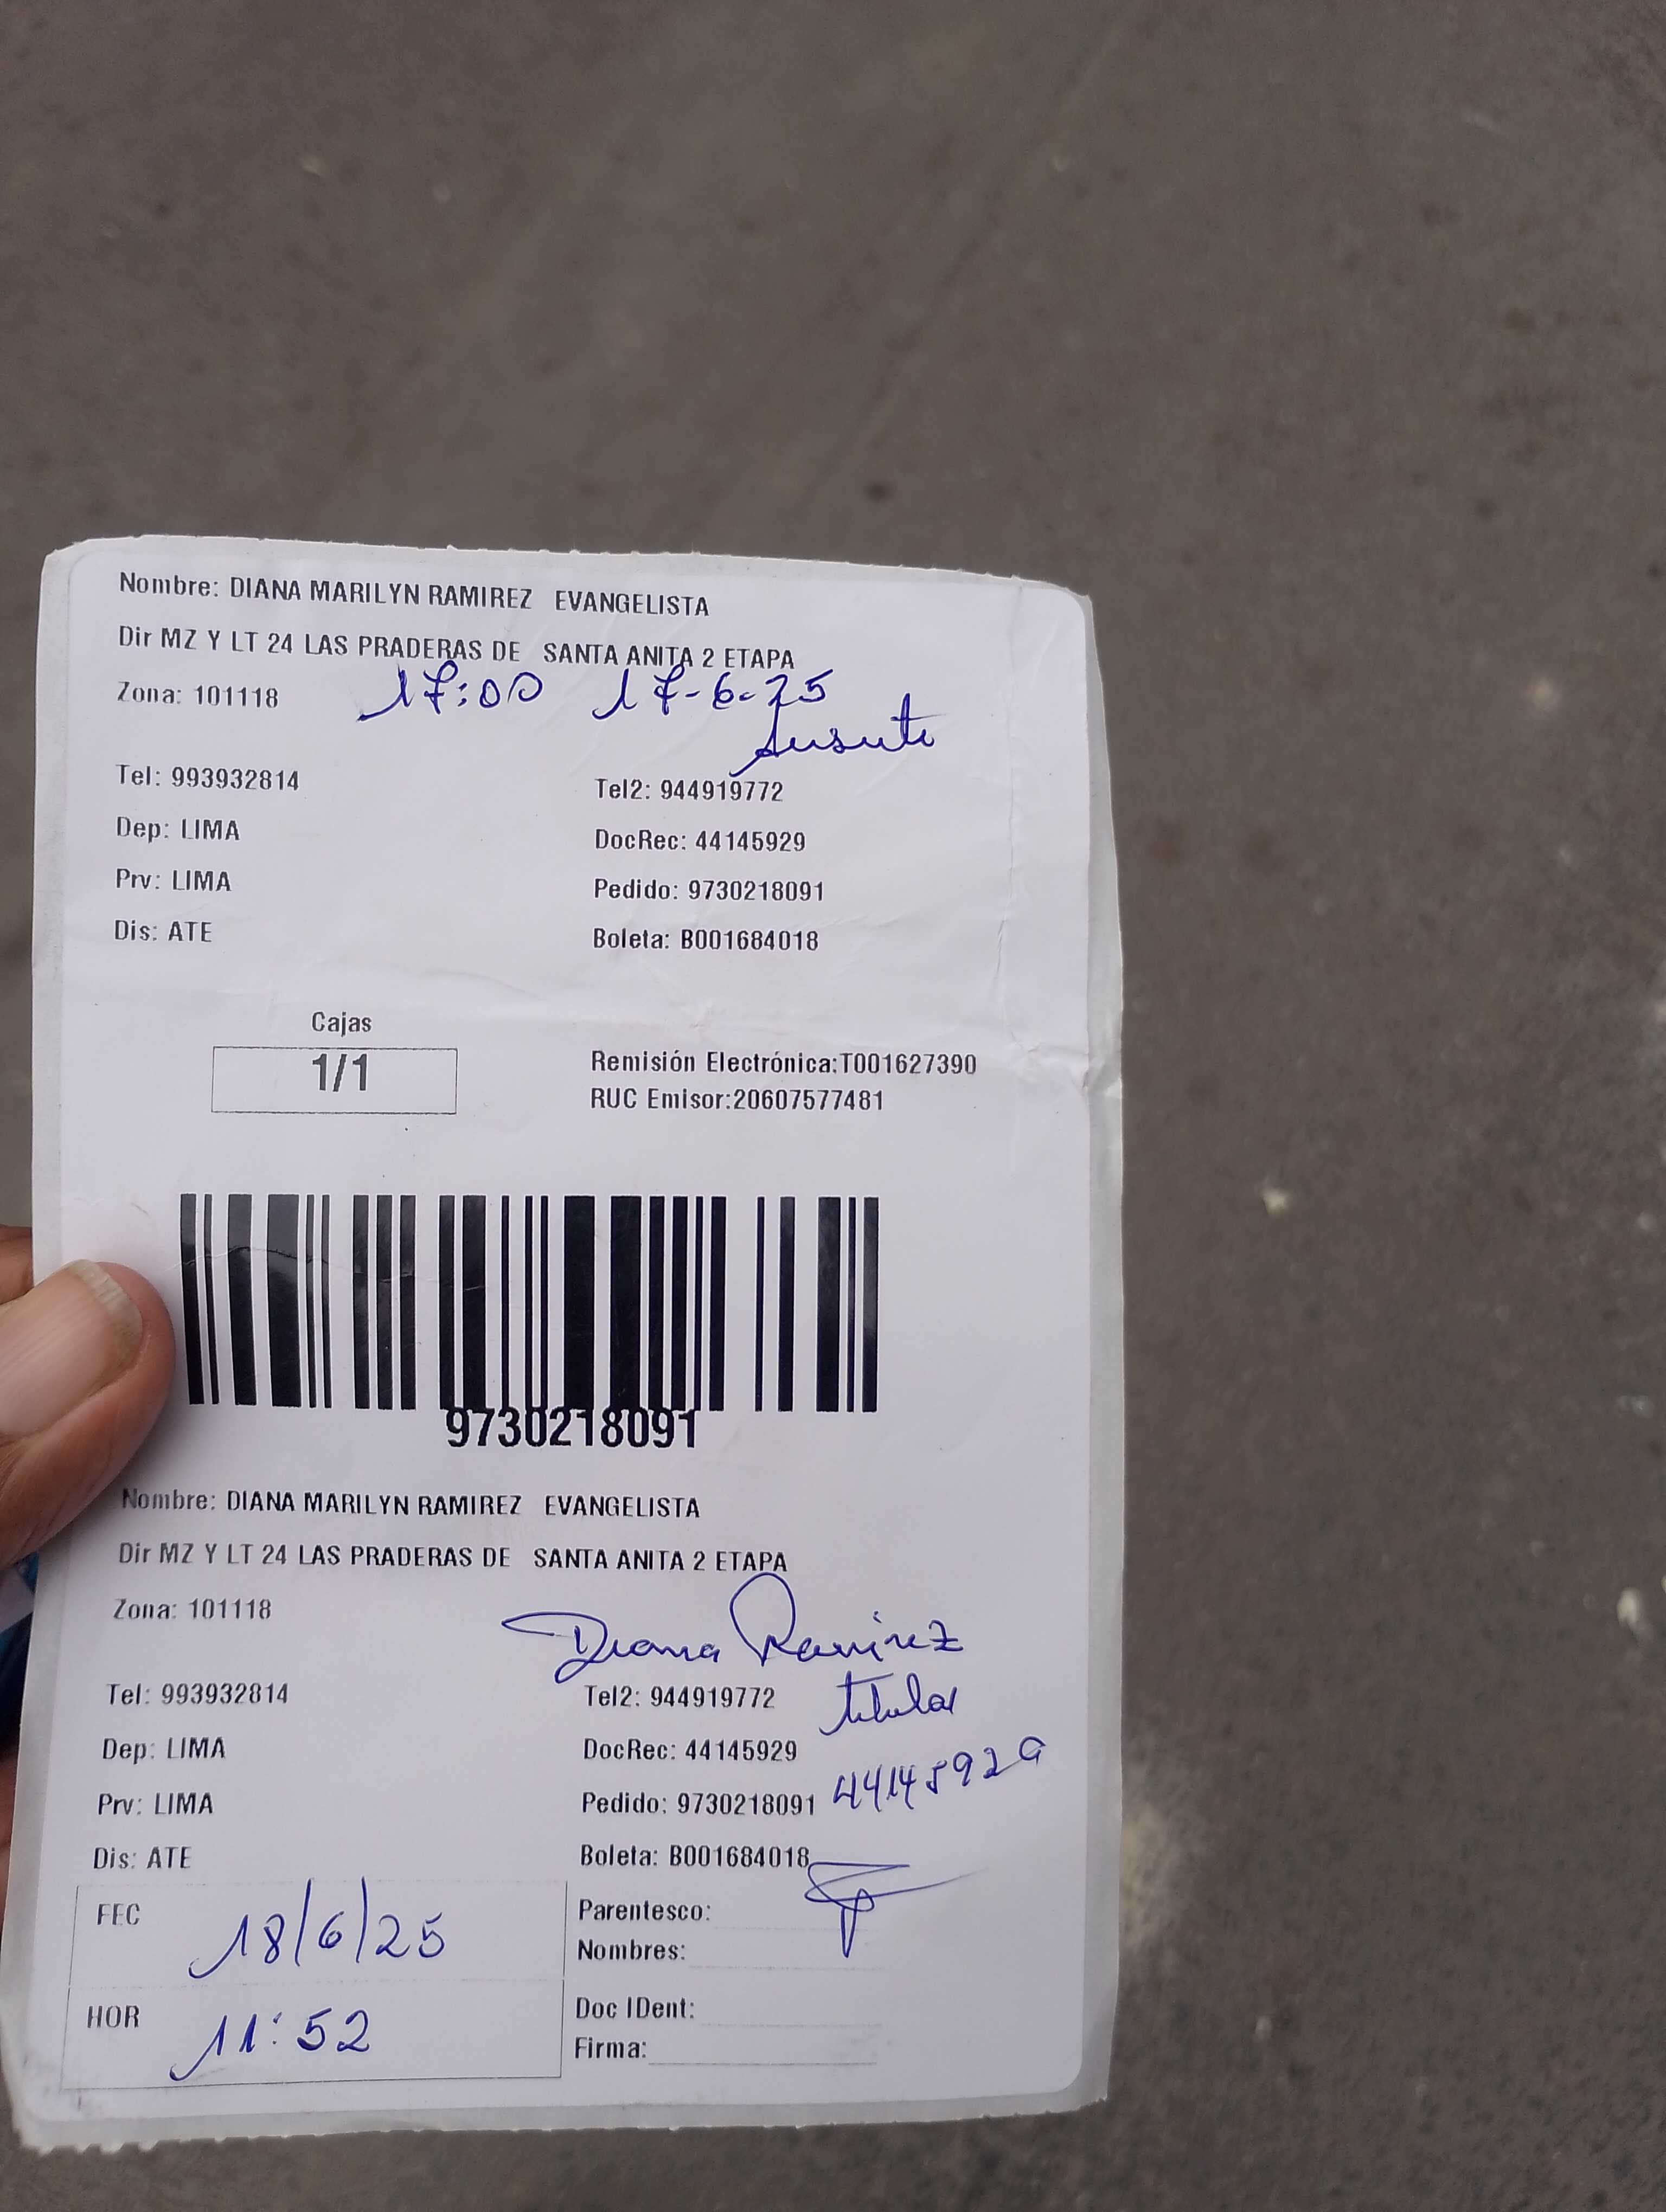 Nombre: DIANA MARILYN RAMIREZ EVANGELISTA
Dir MZ Y LT 24 LAS PRADERAS DE SANTA ANITA 2 ETAPA
Zona: 101118 17:00 17-6-25
Tel: 993932814 Tel2: 944919772
Dep: LIMA DocRec: 44145929
Prv: LIMA Pedido: 9730218091
Dis: ATE Boleta: B001684018
Cajas
1/1
Remisión Electrónica:T001627390
RUC Emisor:20607577481
9730218091
Nombre: DIANA MARILYN RAMIREZ EVANGELISTA
Dir MZ Y LT 24 LAS PRADERAS DE SANTA ANITA 2 ETAPA
Zona: 101118 Diana Ramirez
Tel: 993932814 Tel2: 944919772 titular
Dep: LIMA DocRec: 44145929
Prv: LIMA Pedido: 9730218091 44145929
Dis: ATE Boleta: B001684018
FEC 18/6/25
Parentesco:
Nombres:
HOR 11:52
Doc IDent:
Firma: